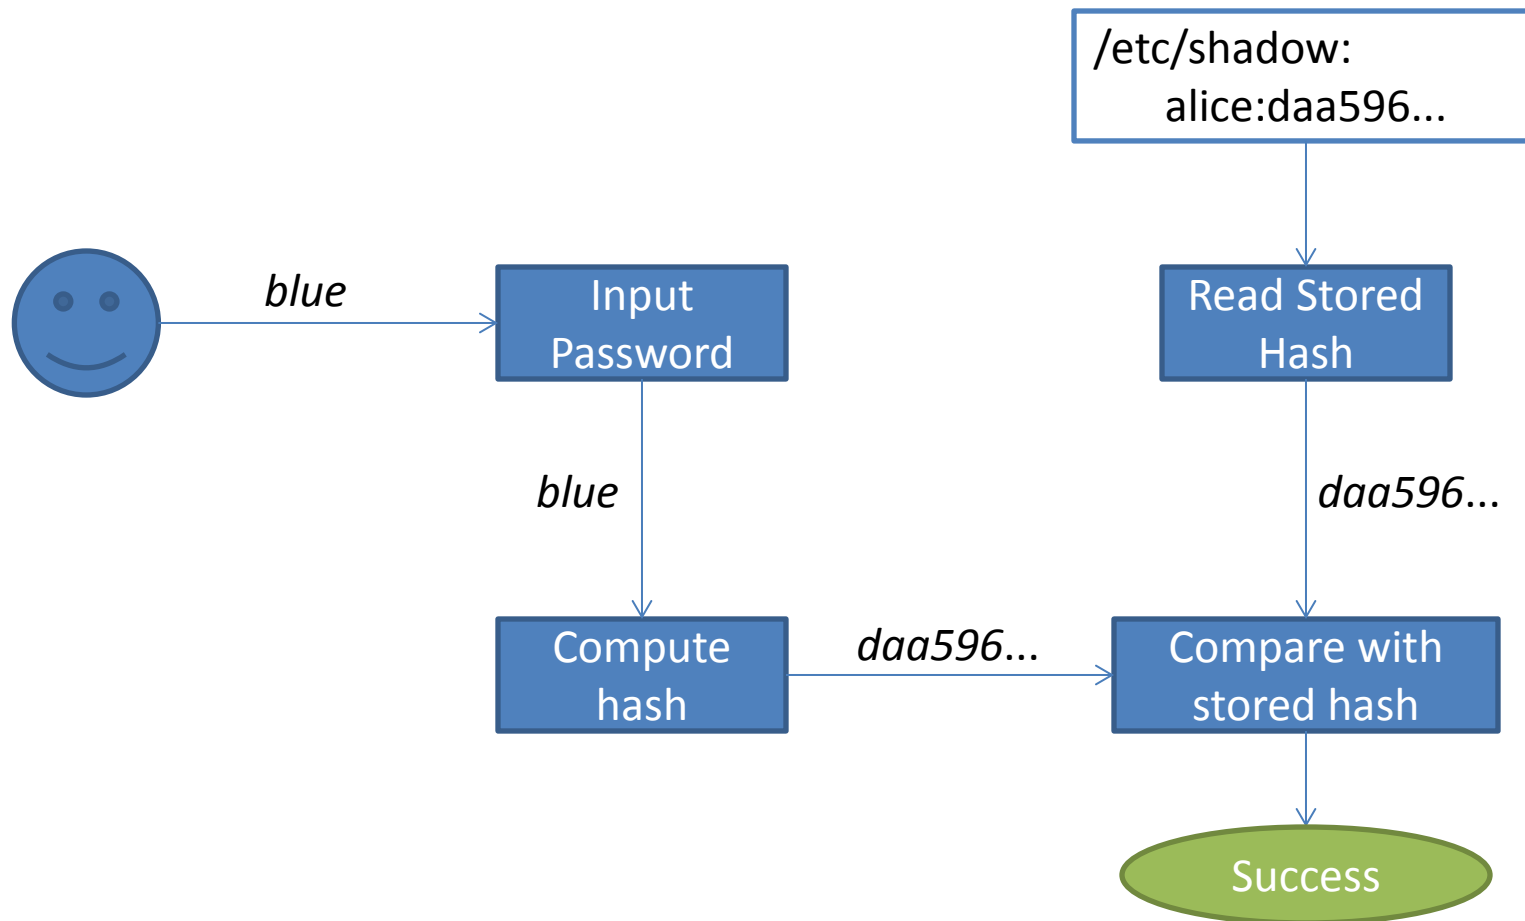 /etc/shadow:
alice:daa596...
blue
Input
Password
Read Stored
Hash
blue
daa596...
Compute
hash
daa596...
Compare with
stored hash
Success